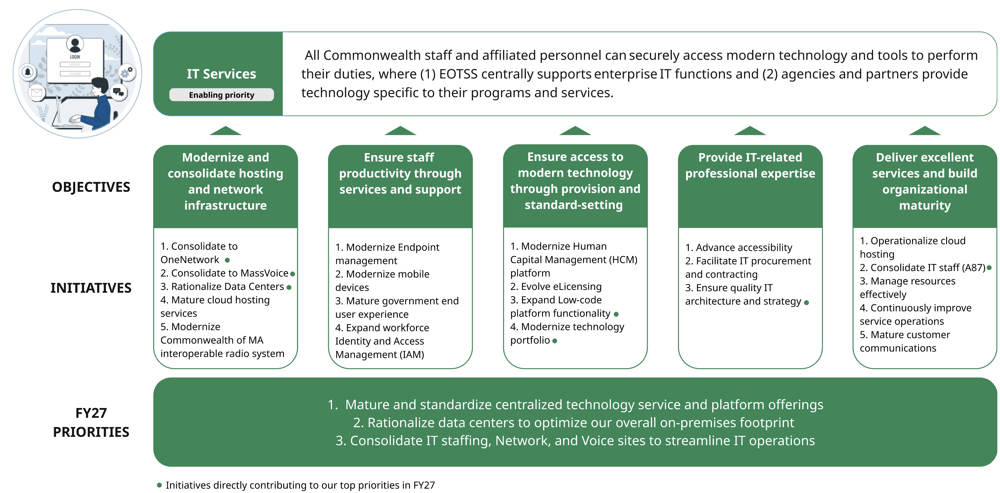 LOGIN
USERNAME
PASSWORD
IT Services
Enabling priority
All Commonwealth staff and affiliated personnel can securely access modern technology and tools to perform
their duties, where (1) EOTSS centrally supports enterprise IT functions and (2) agencies and partners provide
technology specific to their programs and services.
OBJECTIVES
Modernize and
consolidate hosting
and network
infrastructure
Ensure staff
productivity through
services and support
Ensure access to
modern technology
through provision and
standard-setting
Provide IT-related
professional expertise
Deliver excellent
services and build
organizational
maturity
INITIATIVES
1. Consolidate to
OneNetwork
2. Consolidate to MassVoice
3. Rationalize Data Centers
4. Mature cloud hosting
services
5. Modernize
Commonwealth of MA
interoperable radio system
1. Modernize Endpoint
management
2. Modernize mobile
devices
3. Mature government end
user experience
4. Expand workforce
Identity and Access
Management (IAM)
1. Modernize Human
Capital Management (HCM)
platform
2. Evolve eLicensing
3. Expand Low-code
platform functionality
4. Modernize technology
portfolio
1. Advance accessibility
2. Facilitate IT procurement
and contracting
3. Ensure quality IT
architecture and strategy
1. Operationalize cloud
hosting
2. Consolidate IT staff (A87)
3. Manage resources
effectively
4. Continuously improve
service operations
5. Mature customer
communications
FY27
PRIORITIES
1. Mature and standardize centralized technology service and platform offerings
2. Rationalize data centers to optimize our overall on-premises footprint
3. Consolidate IT staffing, Network, and Voice sites to streamline IT operations
Initiatives directly contributing to our top priorities in FY27